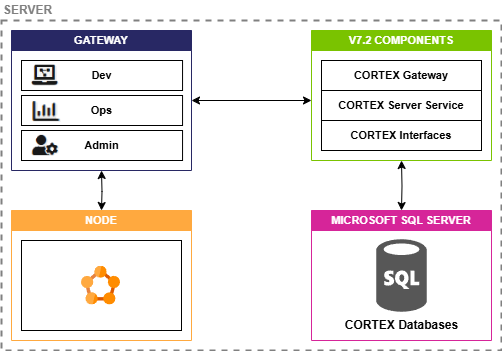 SERVER
GATEWAY
Dev
Ops
Admin
V7.2 COMPONENTS
CORTEX Gateway
CORTEX Server Service
CORTEX Interfaces
NODE
MICROSOFT SQL SERVER
SQL
CORTEX Databases